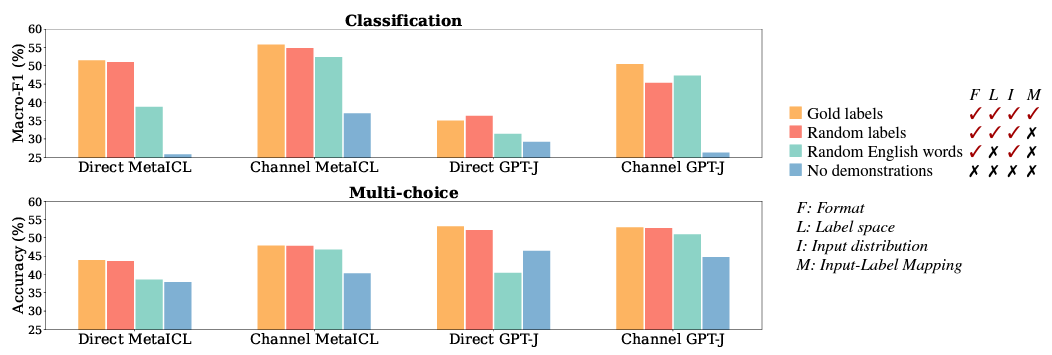 Classification
Macro-F1 (%)
60
55
50
45
40
35
30
25
Direct MetaICL
Channel MetaICL
Direct GPT-J
Channel GPT-J
Multi-choice
Accuracy (%)
60
55
50
45
40
35
30
25
Direct MetaICL
Channel MetaICL
Direct GPT-J
Channel GPT-J
F L I M
Gold labels ✓ ✓ ✓ ✓
Random labels ✓ ✓ ✓ ✗
Random English words ✓ ✗ ✓ ✗
No demonstrations ✗ ✗ ✗ ✗
F: Format
L: Label space
I: Input distribution
M: Input-Label Mapping